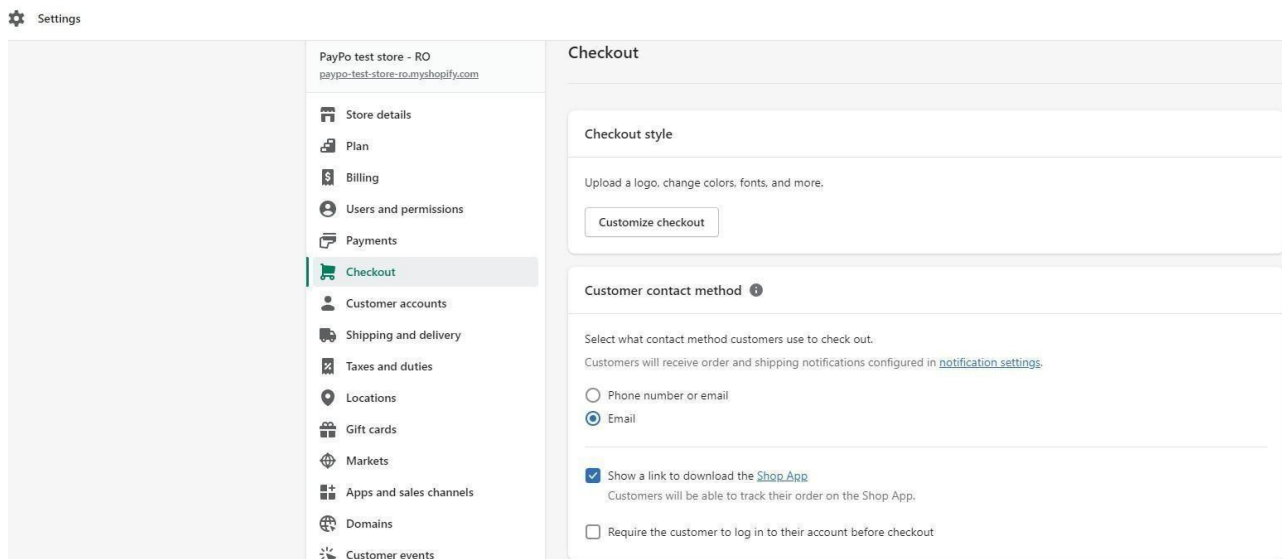 Settings
PayPo test store - RO
paypo-test-store-ro.myshopify.com
Store details
Plan
Billing
Users and permissions
Payments
Checkout
Customer accounts
Shipping and delivery
Taxes and duties
Locations
Gift cards
Markets
Apps and sales channels
Domains
Customer events
Checkout
Checkout style
Upload a logo, change colors, fonts, and more.
Customize checkout
Customer contact method
Select what contact method customers use to check out.
Customers will receive order and shipping notifications configured in notification settings.
Phone number or email
Email
Show a link to download the Shop App
Customers will be able to track their order on the Shop App.
Require the customer to log in to their account before checkout